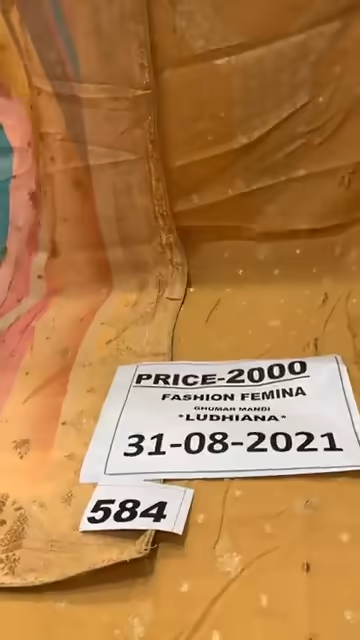 PRICE-2000
FASHION FEMINA
GHUMAR MANDI
*LUDHIANA*
31-08-2021
584